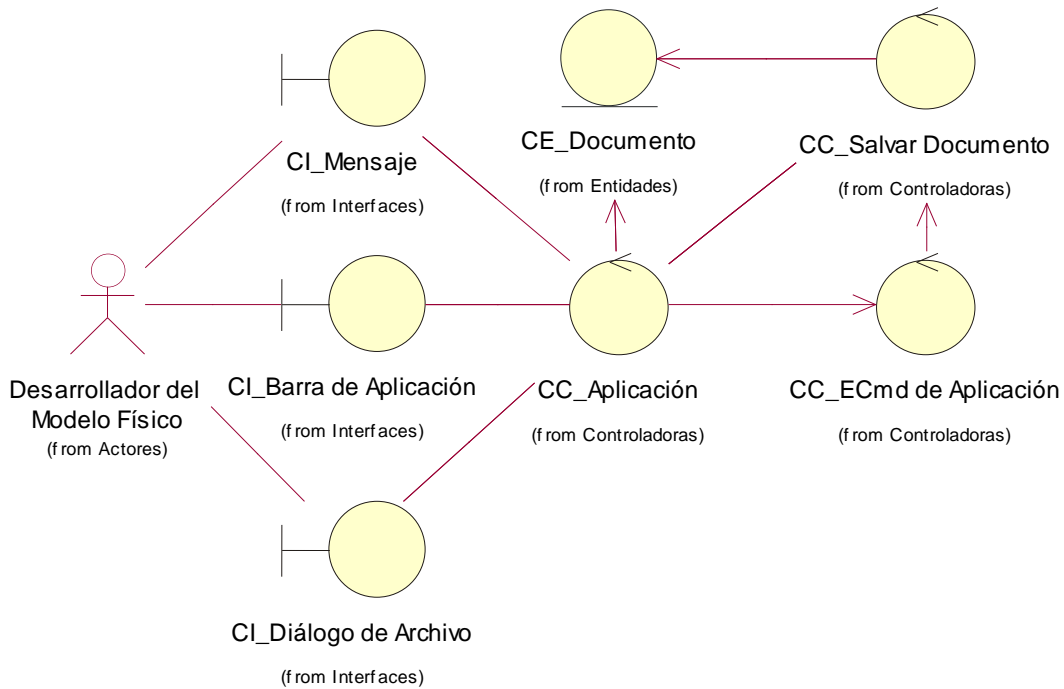 CI_Mensaje
(from Interfaces)
CE_Documento
(from Entidades)
CC_Salvar Documento
(from Controladoras)
Desarrollador del
Modelo Físico
(from Actores)
CI_Barra de Aplicación
(from Interfaces)
CC_Aplicación
(from Controladoras)
CC_ECmd de Aplicación
(from Controladoras)
CI_Diálogo de Archivo
(from Interfaces)